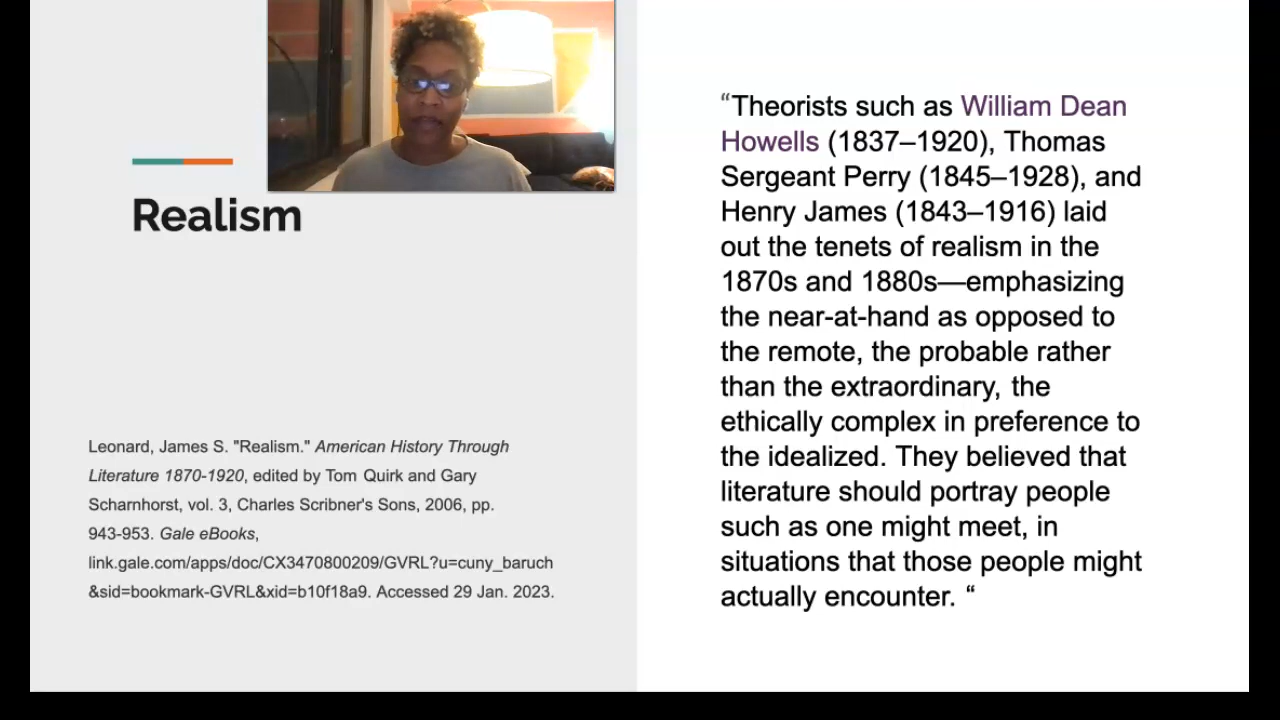 Realism
Leonard, James S. "Realism." American History Through
Literature 1870-1920, edited by Tom Quirk and Gary
Scharnhorst, vol. 3, Charles Scribner's Sons, 2006, pp.
943-953. Gale eBooks,
link.gale.com/apps/doc/CX3470800209/GVRL?u=cuny_baruch
&sid=bookmark-GVRL&xid=b10f18a9. Accessed 29 Jan. 2023.
“Theorists such as William Dean
Howells (1837–1920), Thomas
Sergeant Perry (1845–1928), and
Henry James (1843–1916) laid
out the tenets of realism in the
1870s and 1880s—emphasizing
the near-at-hand as opposed to
the remote, the probable rather
than the extraordinary, the
ethically complex in preference to
the idealized. They believed that
literature should portray people
such as one might meet, in
situations that those people might
actually encounter. “